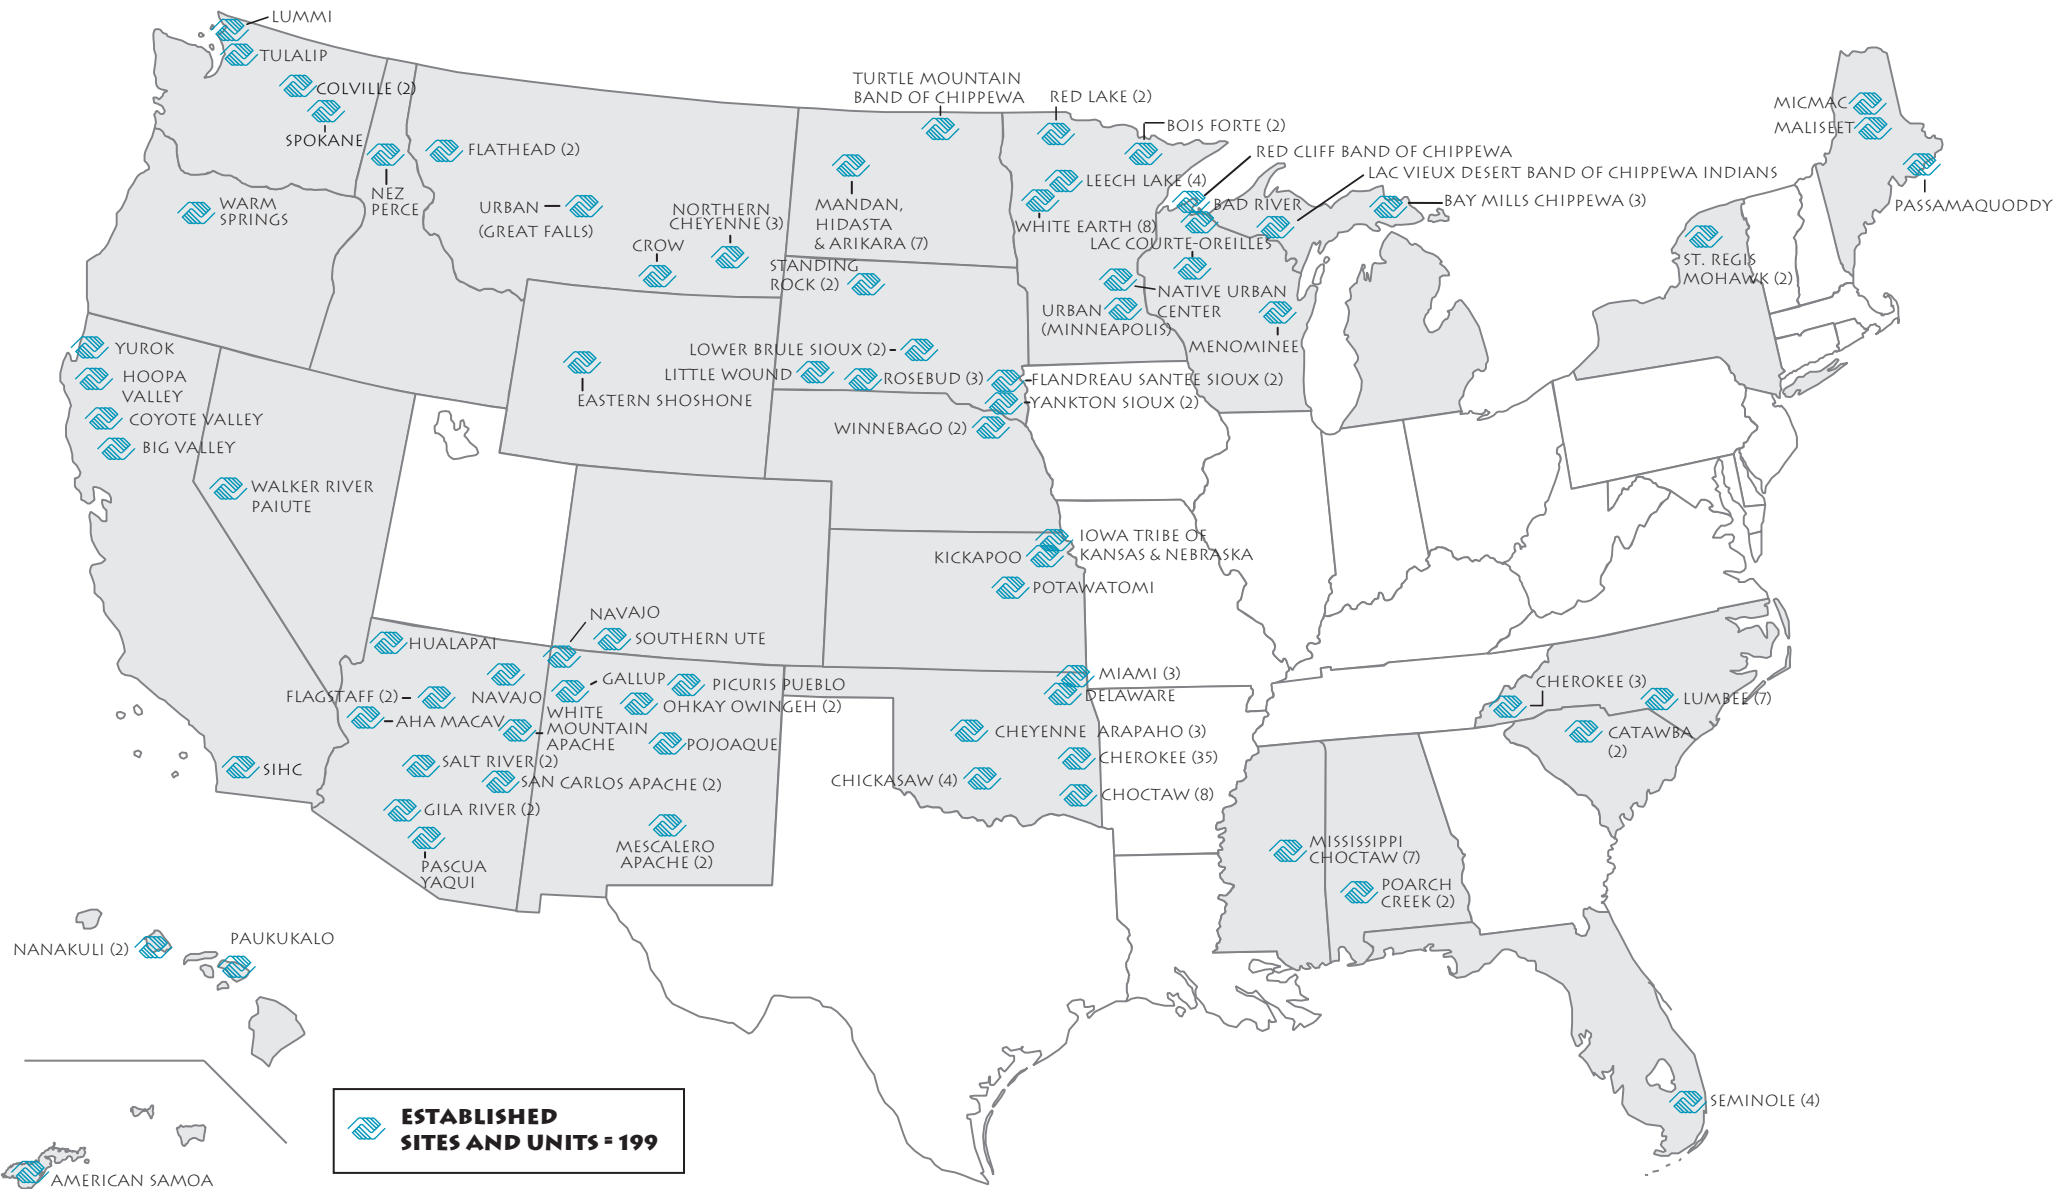 LUMMI
TULALIP
COLVILLE (2)
SPOKANE
NEZ
PERCE
FLATHEAD (2)
WARM
SPRINGS
URBAN
(GREAT FALLS)
NORTHERN
CHEYENNE (3)
CROW
TURTLE MOUNTAIN
BAND OF CHIPPEWA
RED LAKE (2)
BOIS FORTE (2)
RED CLIFF BAND OF CHIPPEWA
LAC VIEUX DESERT BAND OF CHIPPEWA INDIANS
LEECH LAKE (4)
BAD RIVER
BAY MILLS CHIPPEWA (3)
MANDAN,
HIDASTA
& ARIKARA (7)
WHITE EARTH (8)
LAC COURTE-OREILLES
STANDING
ROCK (2)
NATIVE URBAN
CENTER
URBAN
(MINNEAPOLIS)
MENOMINEE
MICMAC
MALISEET
PASSAMAQUODDY
ST. REGIS
MOHAWK (2)
YUROK
HOOPA
VALLEY
COYOTE VALLEY
BIG VALLEY
WALKER RIVER
PAIUTE
EASTERN SHOSHONE
LOWER BRULE SIOUX (2)
LITTLE WOUND
ROSEBUD (3)
FLANDREAU SANTEE SIOUX (2)
YANKTON SIOUX (2)
WINNEBAGO (2)
IOWA TRIBE OF
KANSAS & NEBRASKA
KICKAPOO
POTAWATOMI
NAVAJO
SOUTHERN UTE
HUALAPAI
NAVAJO
FLAGSTAFF (2)
AHA MACAV
GALLUP
PICURIS PUEBLO
OHKAY OWINGEH (2)
WHITE
MOUNTAIN
APACHE
POJOAQUE
SIHC
SALT RIVER (2)
SAN CARLOS APACHE (2)
GILA RIVER (2)
PASCUA
YAQUI
MESCALERO
APACHE (2)
MIAMI (3)
DELAWARE
CHEYENNE ARAPAHO (3)
CHEROKEE (35)
CHICKASAW (4)
CHOCTAW (8)
CHEROKEE (3)
LUMBEE (7)
CATAWBA
(2)
MISSISSIPPI
CHOCTAW (7)
POARCH
CREEK (2)
SEMINOLE (4)
NANAKULI (2)
PAUKUKALO
AMERICAN SAMOA
ESTABLISHED
SITES AND UNITS = 199